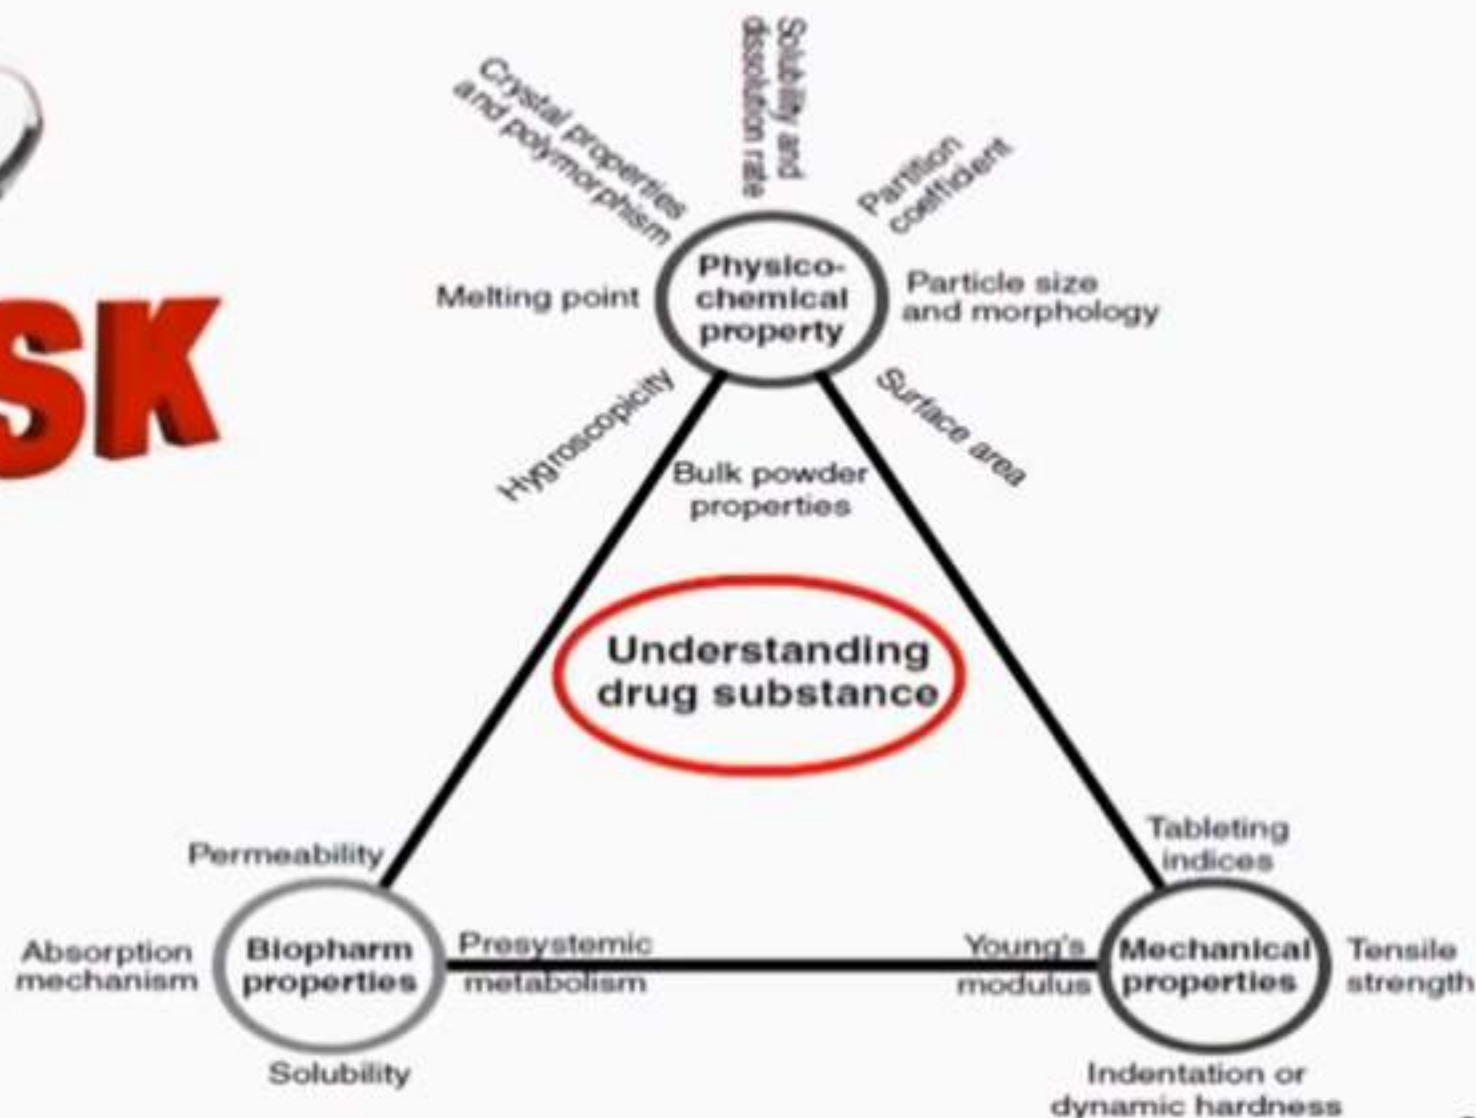 Solubility and
dissolution rate
Crystal properties
and polymorphism
Partition
coefficient
Physico-
chemical
property
Melting point
Particle size
and morphology
SK
Hygroscopicity
Surface area
Bulk powder
properties
Understanding
drug substance
Permeability
Tableting
indices
Absorption
mechanism
Biopharm
properties
Presystemic
metabolism
Young's
modulus
Mechanical
properties
Tensile
strength
Solubility
Indentation or
dynamic hardness